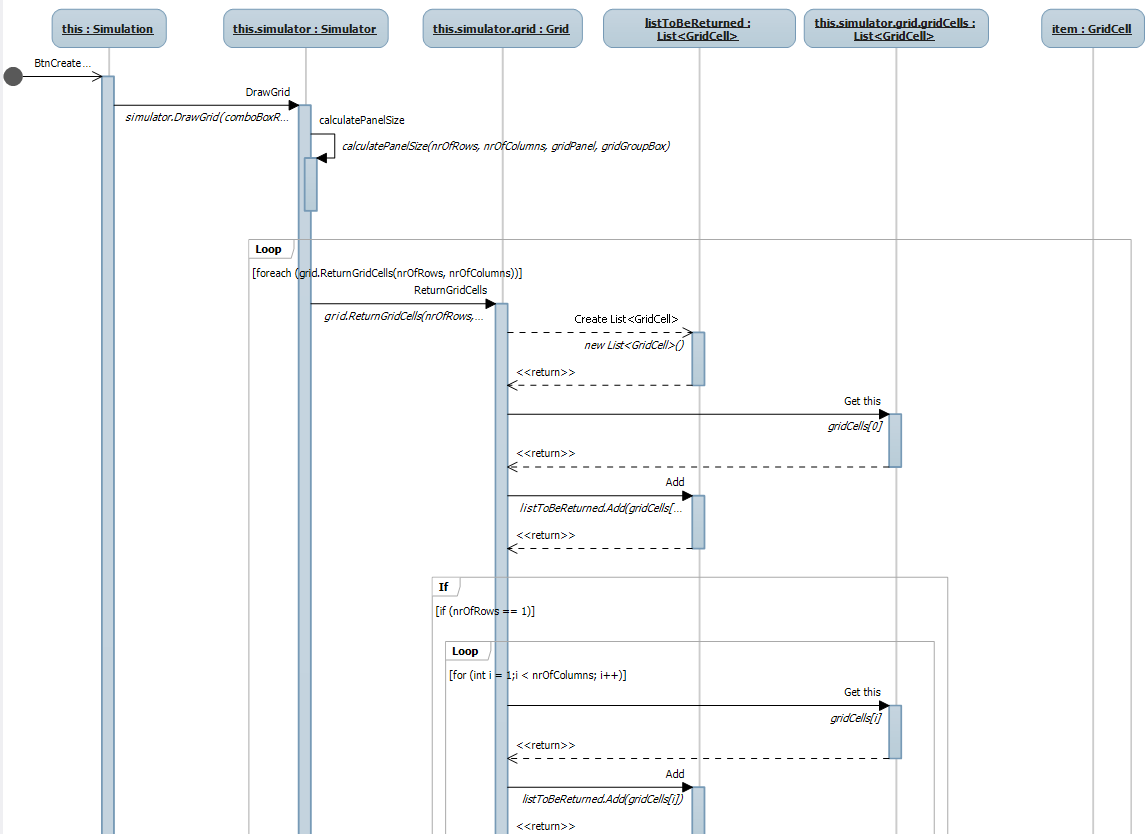 this : Simulation
this.simulator : Simulator
this.simulator.grid : Grid
listToBeReturned :
List<GridCell>
this.simulator.grid.gridCells :
List<GridCell>
item : GridCell
BtnCreate...
DrawGrid
simulator.DrawGrid(comboBoxR...
calculatePanelSize
calculatePanelSize(nrOfRows, nrOfColumns, gridPanel, gridGroupBox)
Loop
[foreach (grid.ReturnGridCells(nrOfRows, nrOfColumns))]
ReturnGridCells
grid.ReturnGridCells(nrOfRows,...
Create List<GridCell>
new List<GridCell>()
<<return>>
Get this
gridCells[0]
<<return>>
Add
listToBeReturned.Add(gridCells[...
<<return>>
If
[if (nrOfRows == 1)]
Loop
[for (int i = 1;i < nrOfColumns; i++)]
Get this
gridCells[i]
<<return>>
Add
listToBeReturned.Add(gridCells[i])
<<return>>